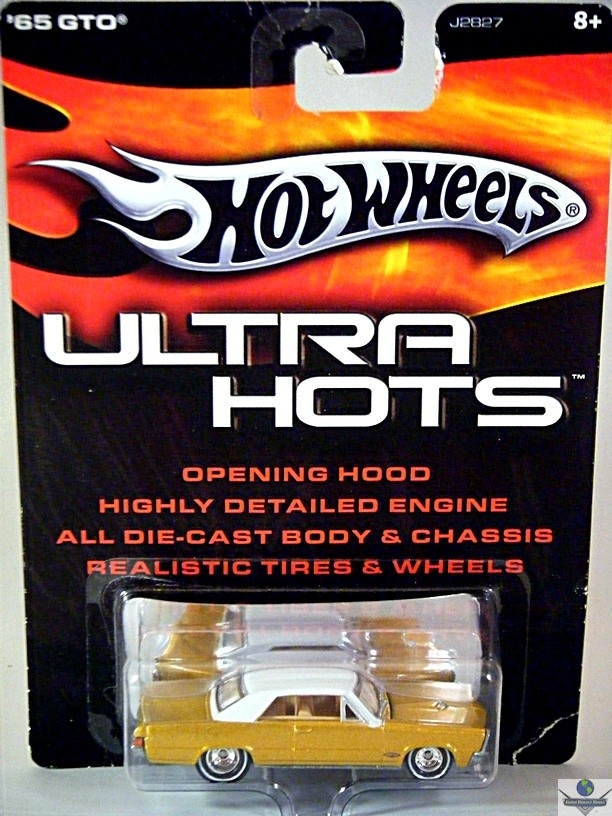 '65 GTO®
J2827
8+
HOT WHEELS®
ULTRA
HOTS™
OPENING HOOD
HIGHLY DETAILED ENGINE
ALL DIE-CAST BODY & CHASSIS
REALISTIC TIRES & WHEELS